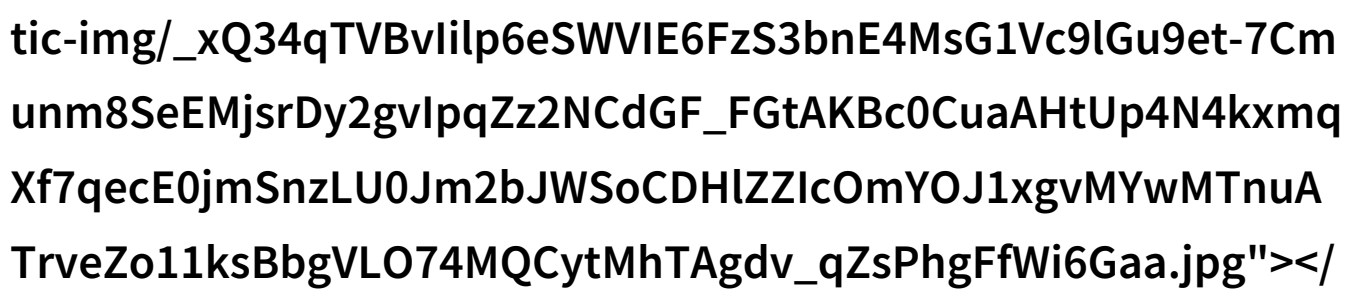 tic-img/_xQ34qTVBvIilp6eSWVIE6FzS3bnE4MsG1Vc9lGu9et-7Cm
unm8SeEMjsrDy2gvIpqZz2NCdGF_FGtAKBc0CuaAHtUp4N4kxmq
Xf7qecE0jmSnzLU0Jm2bJWSoCDHlZZIcOmYOJ1xgvMYwMTnuA
TrveZo11ksBbgVLO74MQCytMhTAgdv_qZsPhgFfWi6Gaa.jpg"></